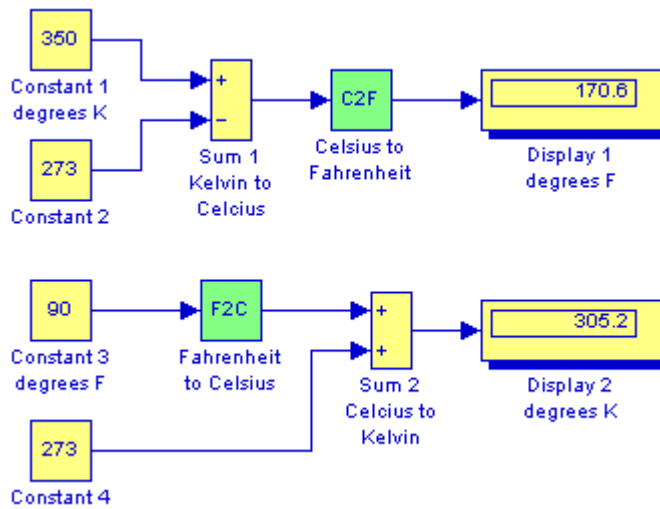 350
Constant 1
degrees K
273
Constant 2
+
−
Sum 1
Kelvin to
Celcius
C2F
Celsius to
Fahrenheit
170.6
Display 1
degrees F
90
Constant 3
degrees F
F2C
Fahrenheit
to Celsius
273
Constant 4
+
+
Sum 2
Celcius to
Kelvin
305.2
Display 2
degrees K